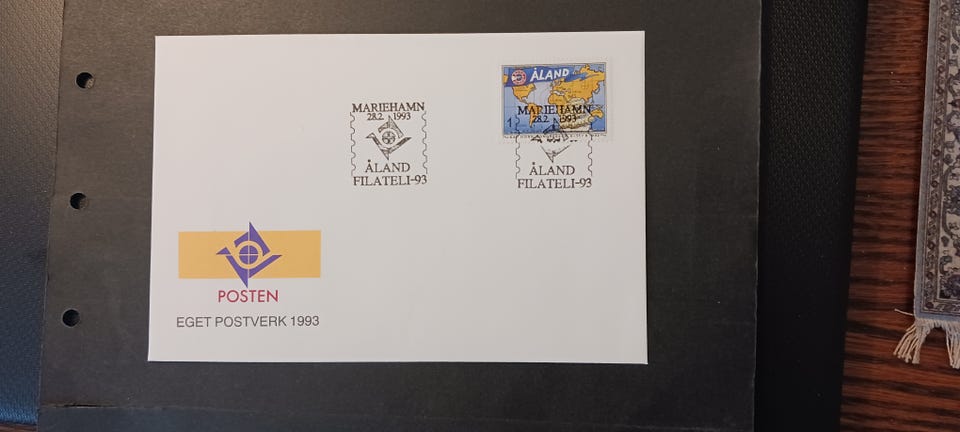 MARIEHAMN
28.2. 1993
ÅLAND
FILATELI-93
ÅLAND
MARIEHAMN
28.2. 1993
ÅLAND
FILATELI-93
POSTEN
EGET POSTVERK 1993